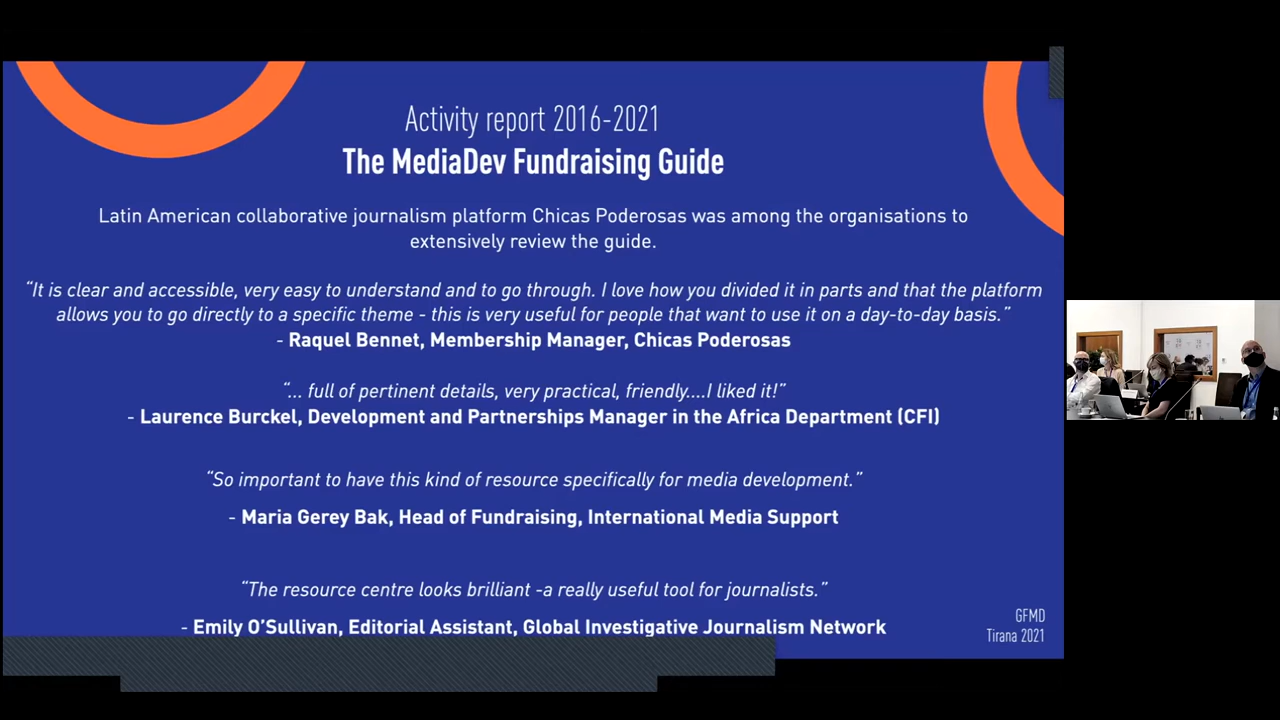 Activity report 2016-2021
The MediaDev Fundraising Guide
Latin American collaborative journalism platform Chicas Poderosas was among the organisations to
extensively review the guide.
“It is clear and accessible, very easy to understand and to go through. I love how you divided it in parts and that the platform
allows you to go directly to a specific theme - this is very useful for people that want to use it on a day-to-day basis.”
- Raquel Bennet, Membership Manager, Chicas Poderosas
“... full of pertinent details, very practical, friendly....I liked it!”
- Laurence Burckel, Development and Partnerships Manager in the Africa Department (CFI)
“So important to have this kind of resource specifically for media development.”
- Maria Gerey Bak, Head of Fundraising, International Media Support
“The resource centre looks brilliant -a really useful tool for journalists.”
- Emily O’Sullivan, Editorial Assistant, Global Investigative Journalism Network
GFMD
Tirana 2021